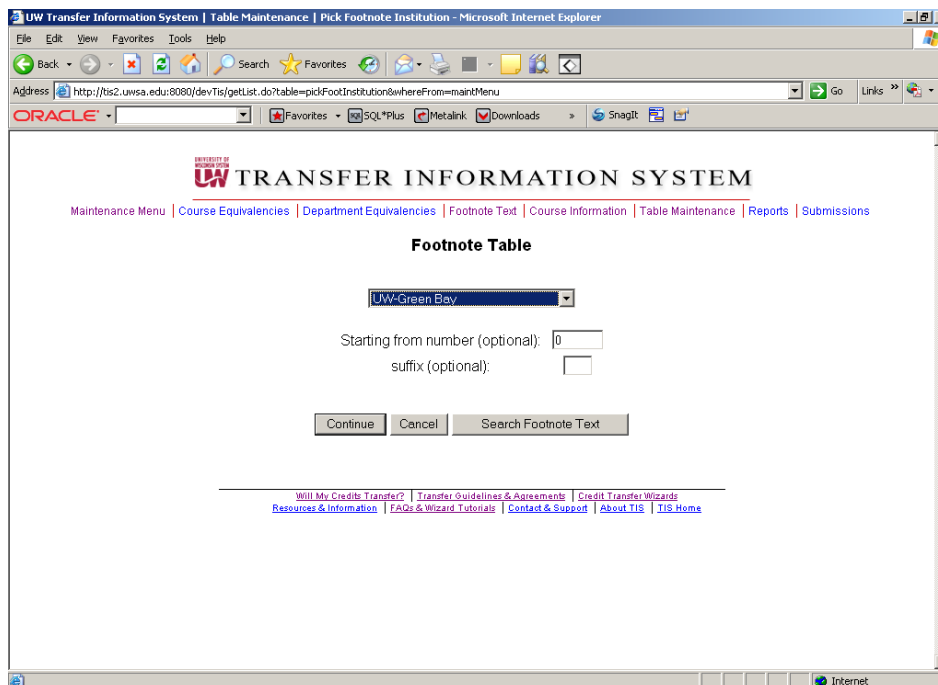 UW Transfer Information System | Table Maintenance | Pick Footnote Institution - Microsoft Internet Explorer
File Edit View Favorites Tools Help
Back Search Favorites
Address http://tis2.uwsa.edu:8080/devTis/getList.do?table=pickFootInstitution&whereFrom=maintMenu Go Links »
ORACLE Favorites SQL*Plus Metalink Downloads » SnagIt
UNIVERSITY OF WISCONSIN SYSTEM
UW TRANSFER INFORMATION SYSTEM
Maintenance Menu | Course Equivalencies | Department Equivalencies | Footnote Text | Course Information | Table Maintenance | Reports | Submissions
Footnote Table
UW-Green Bay
Starting from number (optional): 0
suffix (optional):
Continue Cancel Search Footnote Text
Will My Credits Transfer? | Transfer Guidelines & Agreements | Credit Transfer Wizards
Resources & Information | FAQs & Wizard Tutorials | Contact & Support | About TIS | TIS Home
Internet